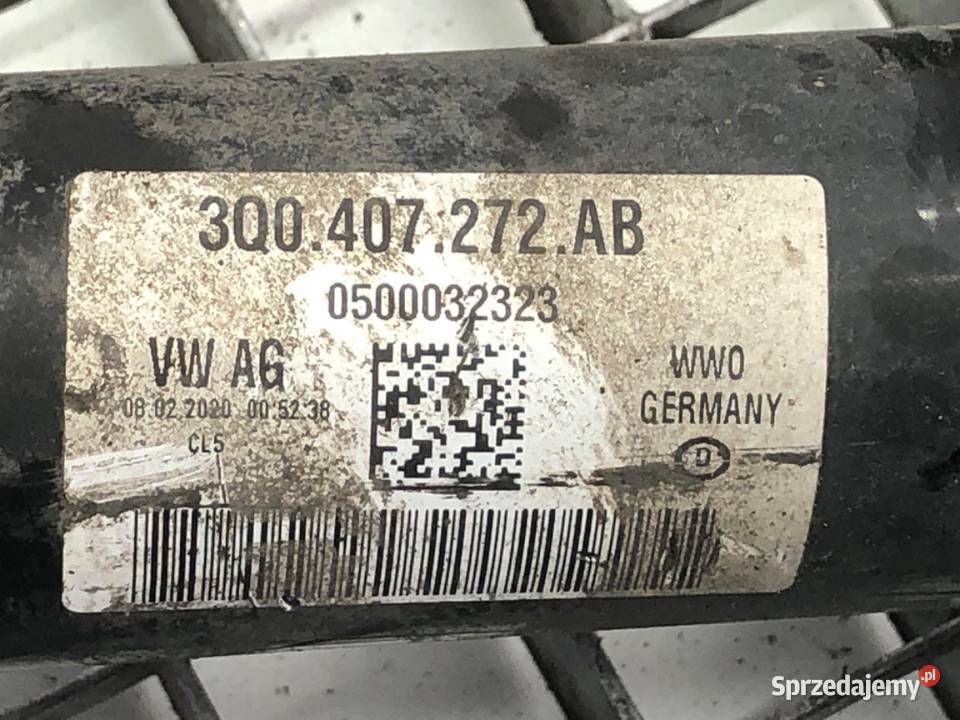 3Q0.407.272.AB
0500032323
VW AG
08.02.2020 00:52:38
CL5
WWO
GERMANY
D
Sprzedajemy.pl